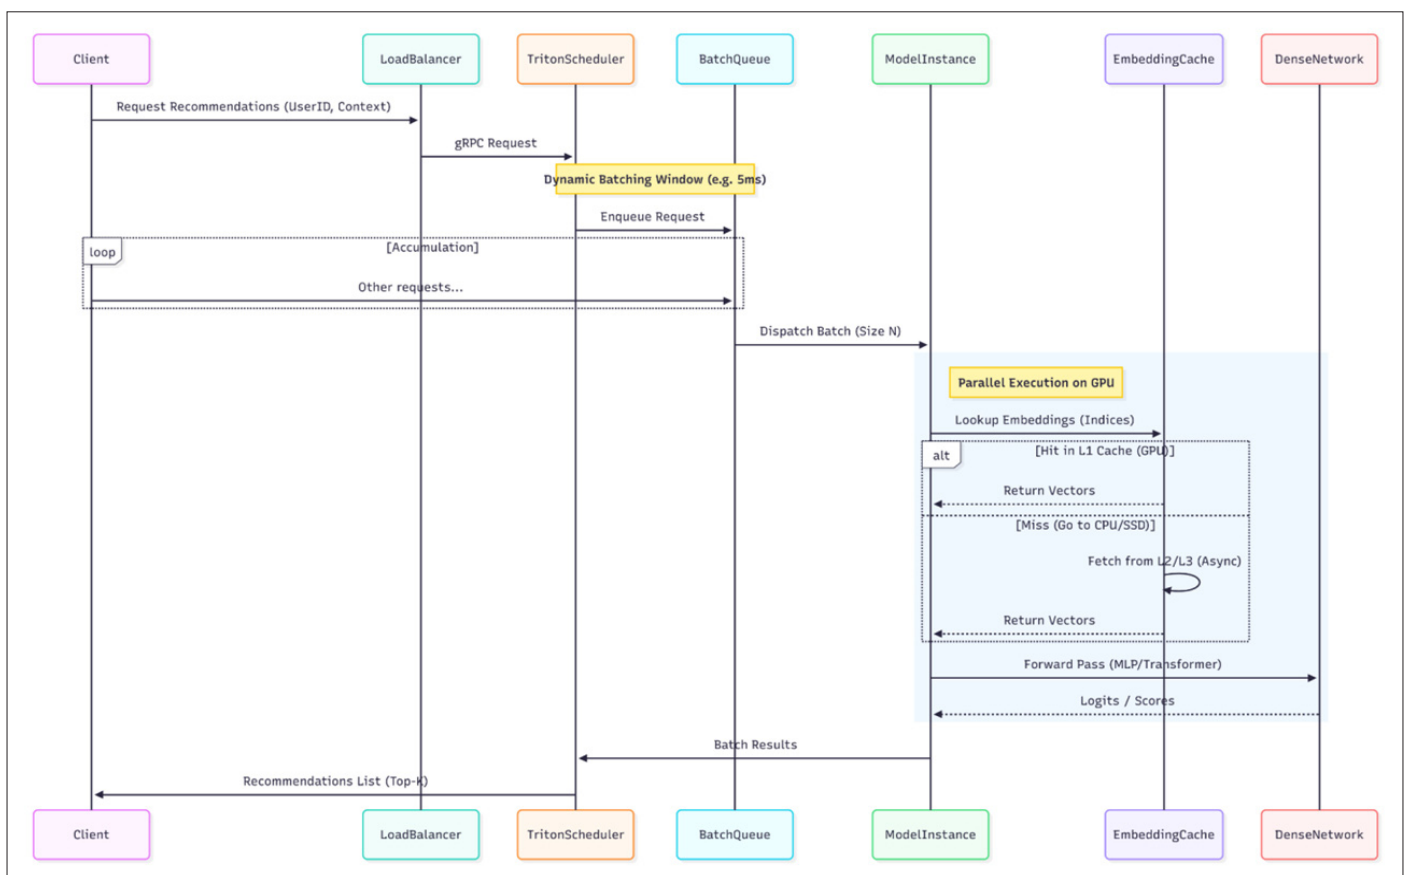 Client
LoadBalancer
TritonScheduler
BatchQueue
ModelInstance
EmbeddingCache
DenseNetwork
Request Recommendations (UserID, Context)
gRPC Request
Dynamic Batching Window (e.g. 5ms)
Enqueue Request
loop
[Accumulation]
Other requests...
Dispatch Batch (Size N)
Parallel Execution on GPU
Lookup Embeddings (Indices)
alt
[Hit in L1 Cache (GPU)]
Return Vectors
[Miss (Go to CPU/SSD)]
Fetch from L2/L3 (Async)
Return Vectors
Forward Pass (MLP/Transformer)
Logits / Scores
Batch Results
Recommendations List (Top-K)
Client
LoadBalancer
TritonScheduler
BatchQueue
ModelInstance
EmbeddingCache
DenseNetwork